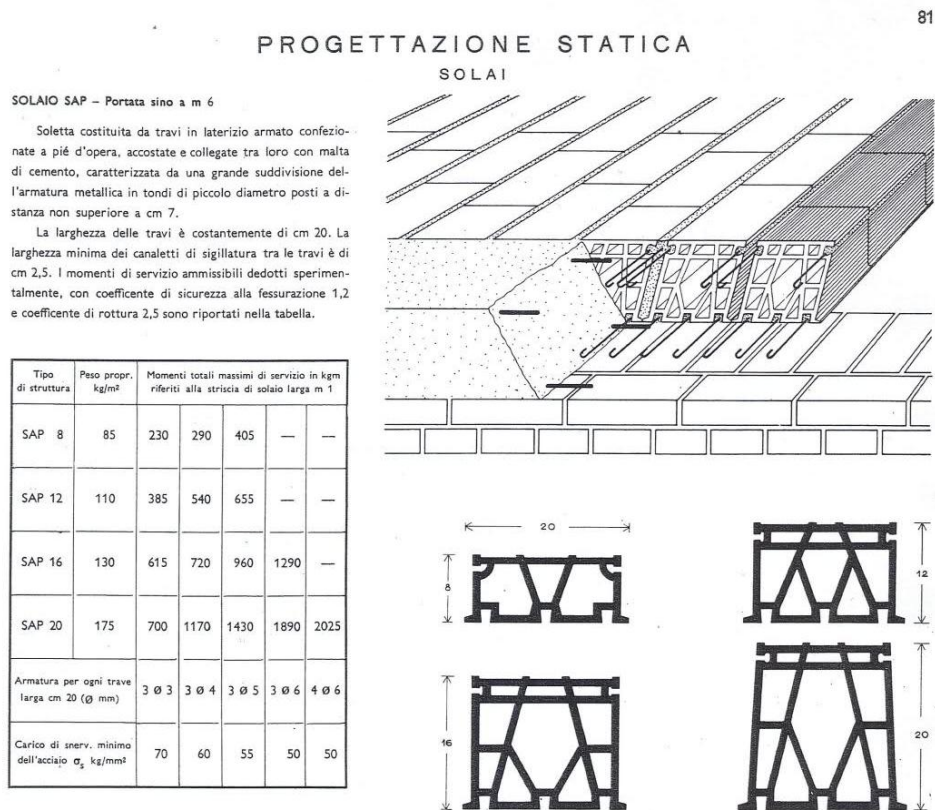 81
PROGETTAZIONE STATICA
SOLAI
SOLAIO SAP – Portata sino a m 6
Soletta costituita da travi in laterizio armato confezio-
nate a pié d'opera, accostate e collegate tra loro con malta
di cemento, caratterizzata da una grande suddivisione del-
l'armatura metallica in tondi di piccolo diametro posti a di-
stanza non superiore a cm 7.
La larghezza delle travi è costantemente di cm 20. La
larghezza minima dei canaletti di sigillatura tra le travi è di
cm 2,5. I momenti di servizio ammissibili dedotti sperimen-
talmente, con coefficente di sicurezza alla fessurazione 1,2
e coefficente di rottura 2,5 sono riportati nella tabella.
Tipo di struttura Peso propr. kg/m² Momenti totali massimi di servizio in kgm riferiti alla striscia di solaio larga m 1
SAP 8 85 230 290 405 — —
SAP 12 110 385 540 655 — —
SAP 16 130 615 720 960 1290 —
SAP 20 175 700 1170 1430 1890 2025
Armatura per ogni trave larga cm 20 (Ø mm) 3 Ø 3 3 Ø 4 3 Ø 5 3 Ø 6 4 Ø 6
Carico di snerv. minimo dell'acciaio σs kg/mm² 70 60 55 50 50
20
8
12
16
20